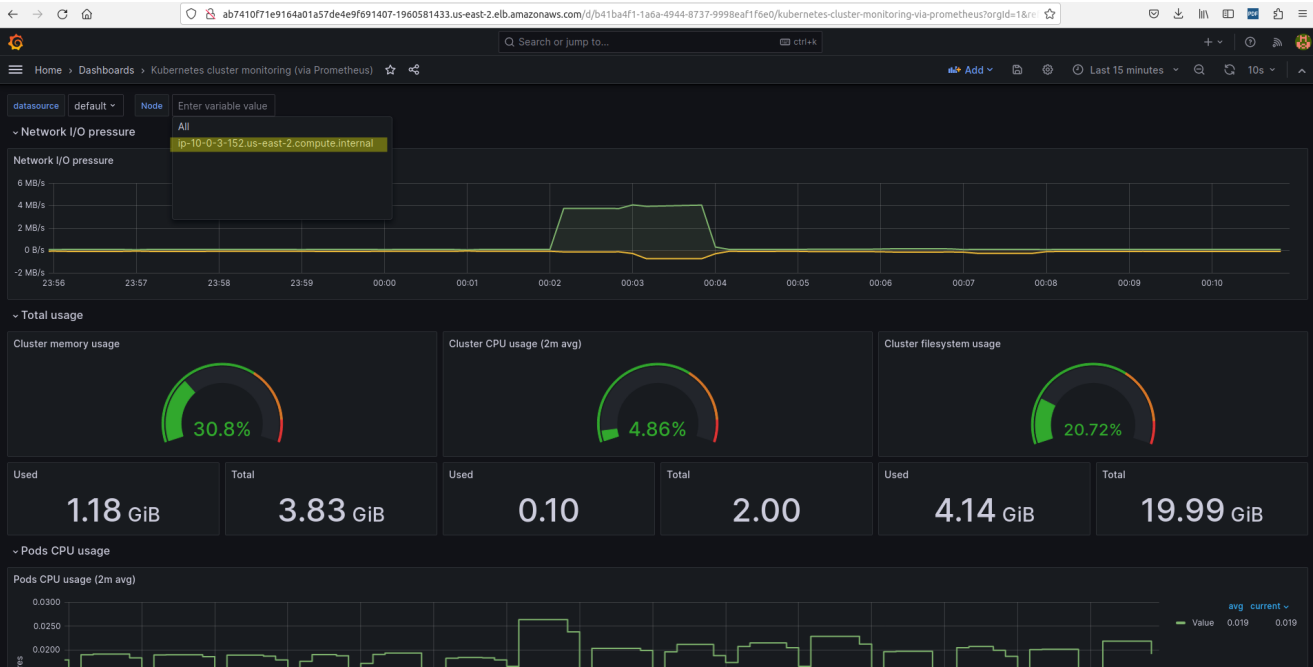 ab7410f71e9164a01a57de4e9f691407-1960581433.us-east-2.elb.amazonaws.com/d/b41ba4f1-1a6a-4944-8737-9998eaf1f6e0/kubernetes-cluster-monitoring-via-prometheus?orgId=1&re
PDF
Search or jump to... ctrl+k
Home › Dashboards › Kubernetes cluster monitoring (via Prometheus) Add Last 15 minutes 10s
datasource default Node Enter variable value
All
ip-10-0-3-152.us-east-2.compute.internal
Network I/O pressure
Network I/O pressure
6 MB/s
4 MB/s
2 MB/s
0 B/s
-2 MB/s
23:56 23:57 23:58 23:59 00:00 00:01 00:02 00:03 00:04 00:05 00:06 00:07 00:08 00:09 00:10
Total usage
Cluster memory usage Cluster CPU usage (2m avg) Cluster filesystem usage
30.8% 4.86% 20.72%
Used Total Used Total Used Total
1.18 GiB 3.83 GiB 0.10 2.00 4.14 GiB 19.99 GiB
Pods CPU usage
Pods CPU usage (2m avg)
0.0300
0.0250
0.0200
avg current
Value 0.019 0.019